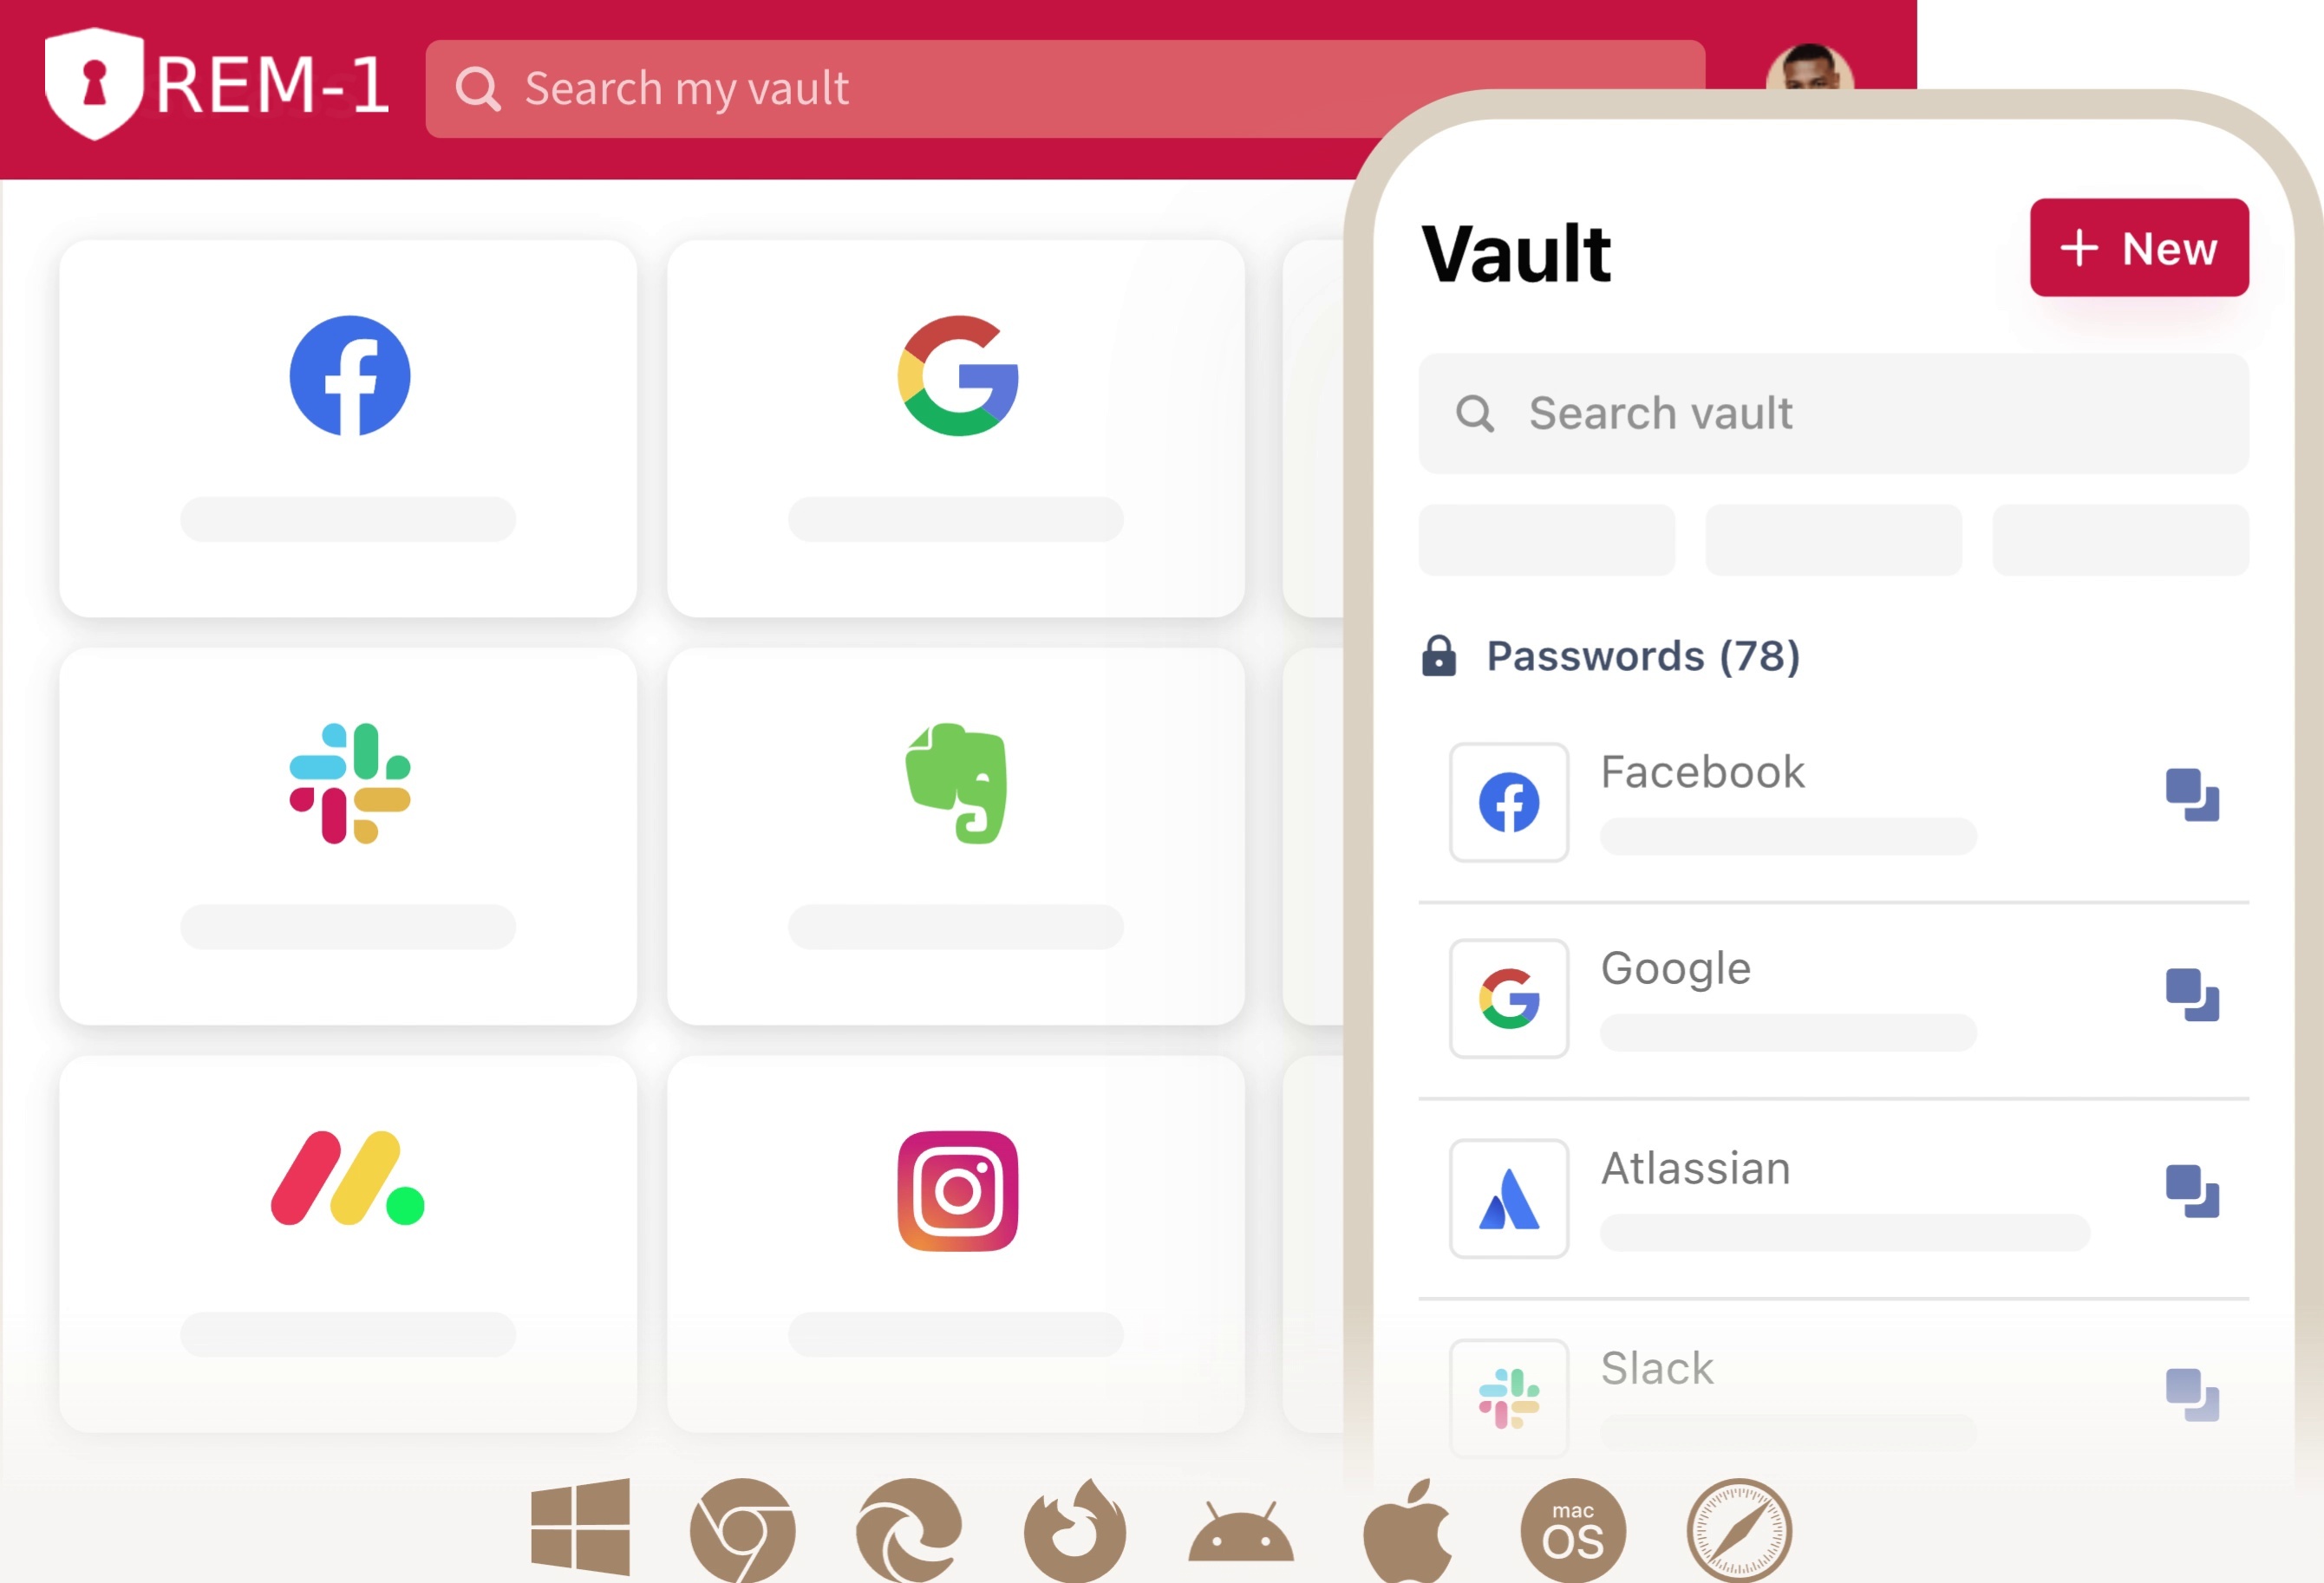 REM-1
Search my vault
Vault
+ New
Search vault
Passwords (78)
Facebook
Google
Atlassian
Slack
mac
OS